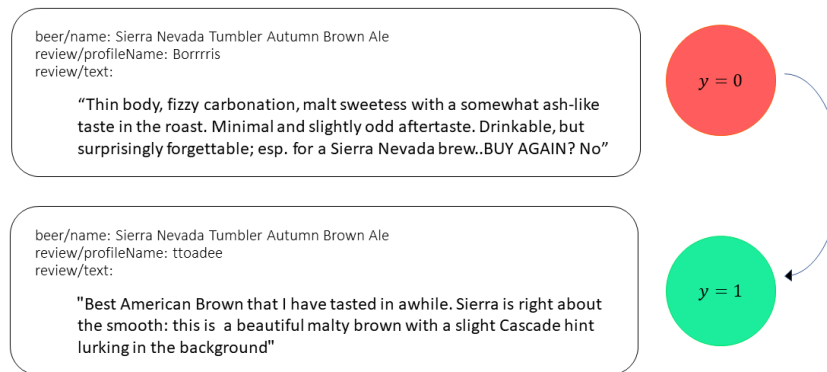 beer/name: Sierra Nevada Tumbler Autumn Brown Ale
review/profileName: Borrrris
review/text:
“Thin body, fizzy carbonation, malt sweetess with a somewhat ash-like
taste in the roast. Minimal and slightly odd aftertaste. Drinkable, but
surprisingly forgettable; esp. for a Sierra Nevada brew..BUY AGAIN? No”
y = 0
beer/name: Sierra Nevada Tumbler Autumn Brown Ale
review/profileName: ttoadee
review/text:
"Best American Brown that I have tasted in awhile. Sierra is right about
the smooth: this is  a beautiful malty brown with a slight Cascade hint
lurking in the background"
y = 1